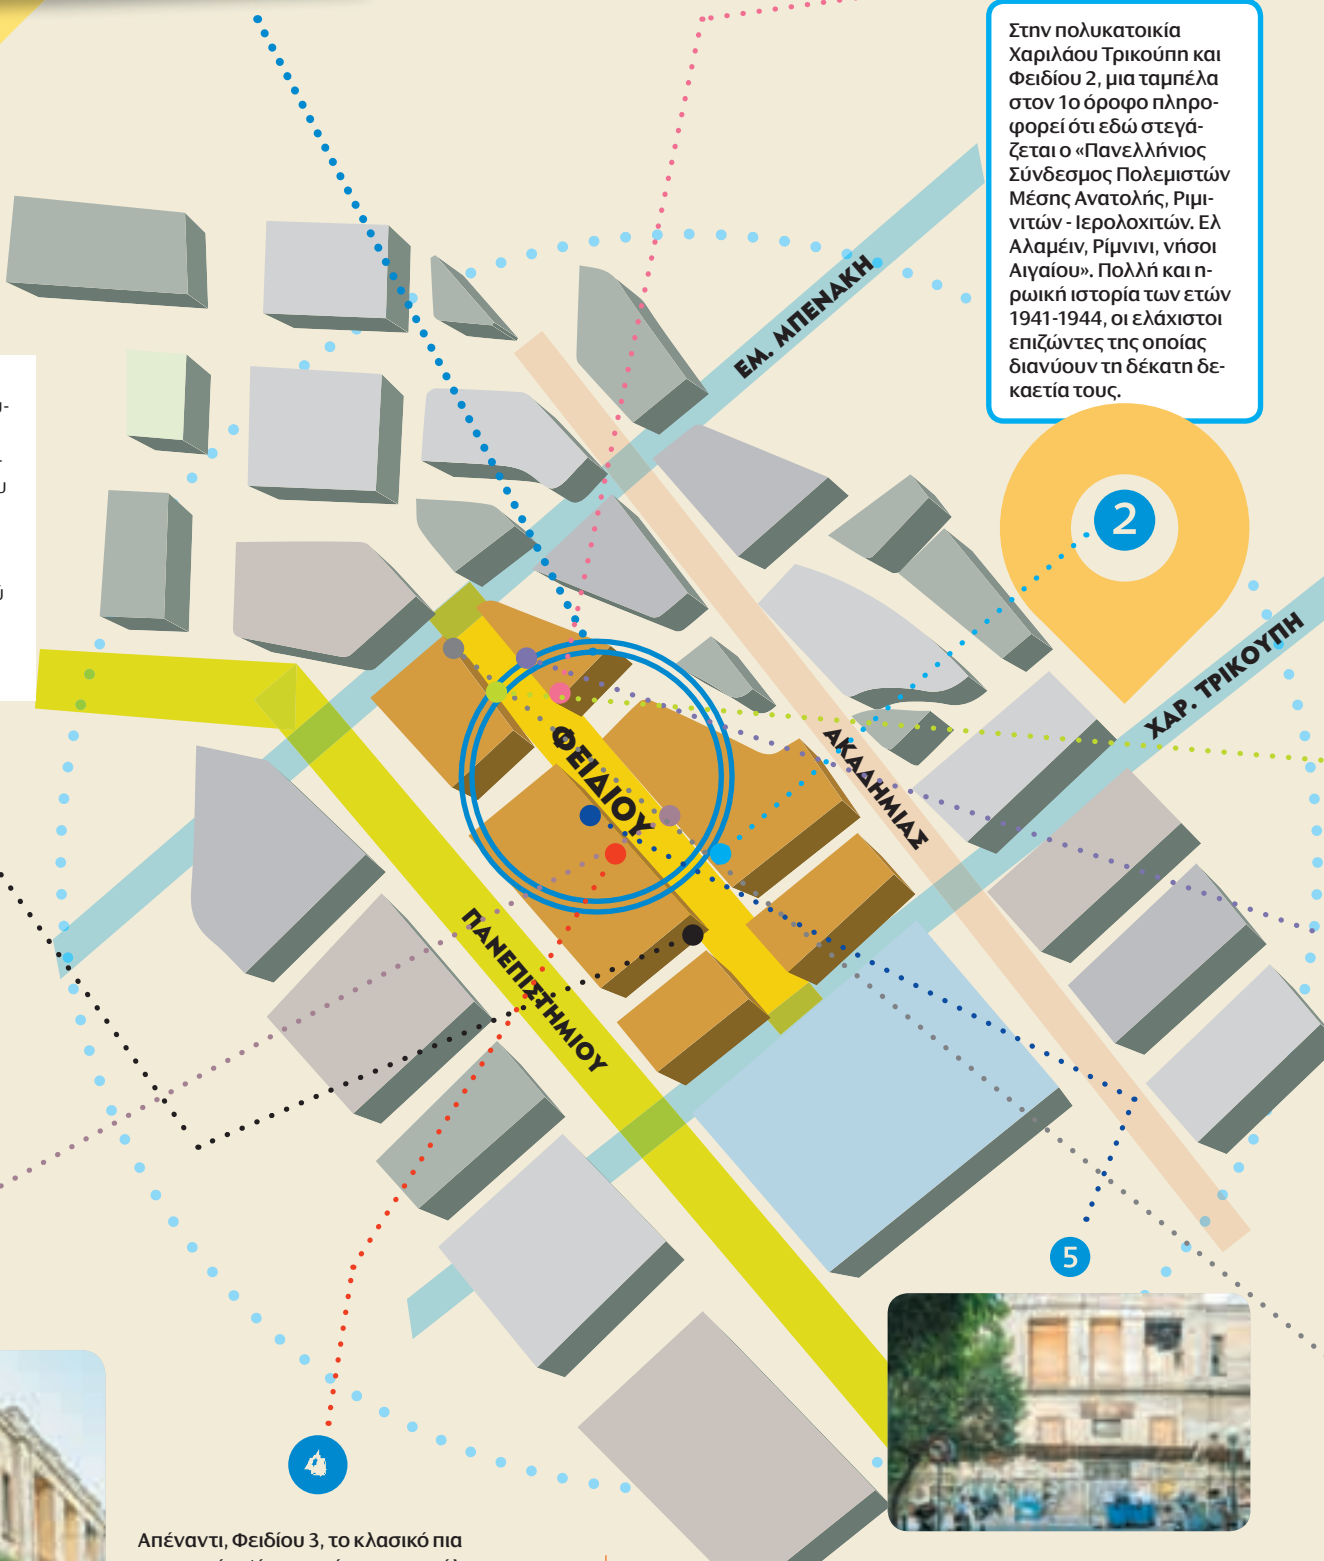 Στην πολυκατοικία
Χαριλάου Τρικούπη και
Φειδίου 2, μια ταμπέλα
στον 1ο όροφο πληρο-
φορεί ότι εδώ στεγά-
ζεται ο «Πανελλήνιος
Σύνδεσμος Πολεμιστών
Μέσης Ανατολής, Ριμι-
νιτών - Ιερολοχιτών. Ελ
Αλαμέιν, Ρίμινι, νήσοι
Αιγαίου». Πολλή και η-
ρωική ιστορία των ετών
1941-1944, οι ελάχιστοι
επιζώντες της οποίας
διανύουν τη δέκατη δε-
καετία τους.
2
ΕΜ. ΜΠΕΝΑΚΗ
ΧΑΡ. ΤΡΙΚΟΥΠΗ
ΦΕΙΔΙΟΥ
ΑΚΑΔΗΜΙΑΣ
ΠΑΝΕΠΙΣΤΗΜΙΟΥ
5
4
Απέναντι, Φειδίου 3, το κλασικό πια